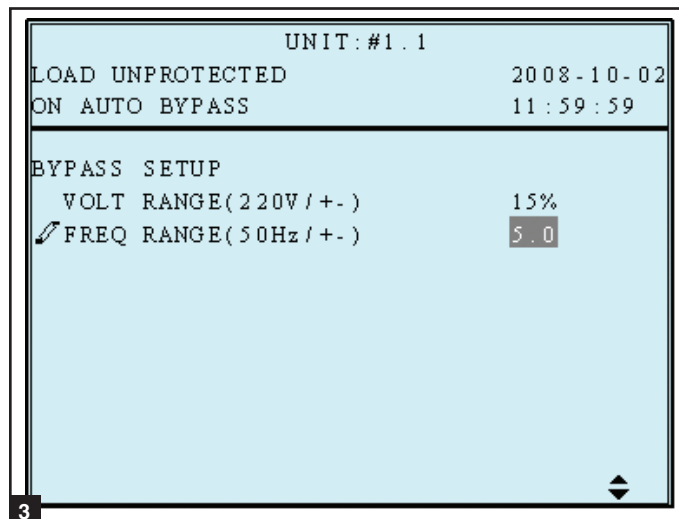 UNIT:#1.1
LOAD UNPROTECTED 2008-10-02
ON AUTO BYPASS 11:59:59
BYPASS SETUP
VOLT RANGE(220V/+-) 15%
FREQ RANGE(50Hz/+-) 5.0
3